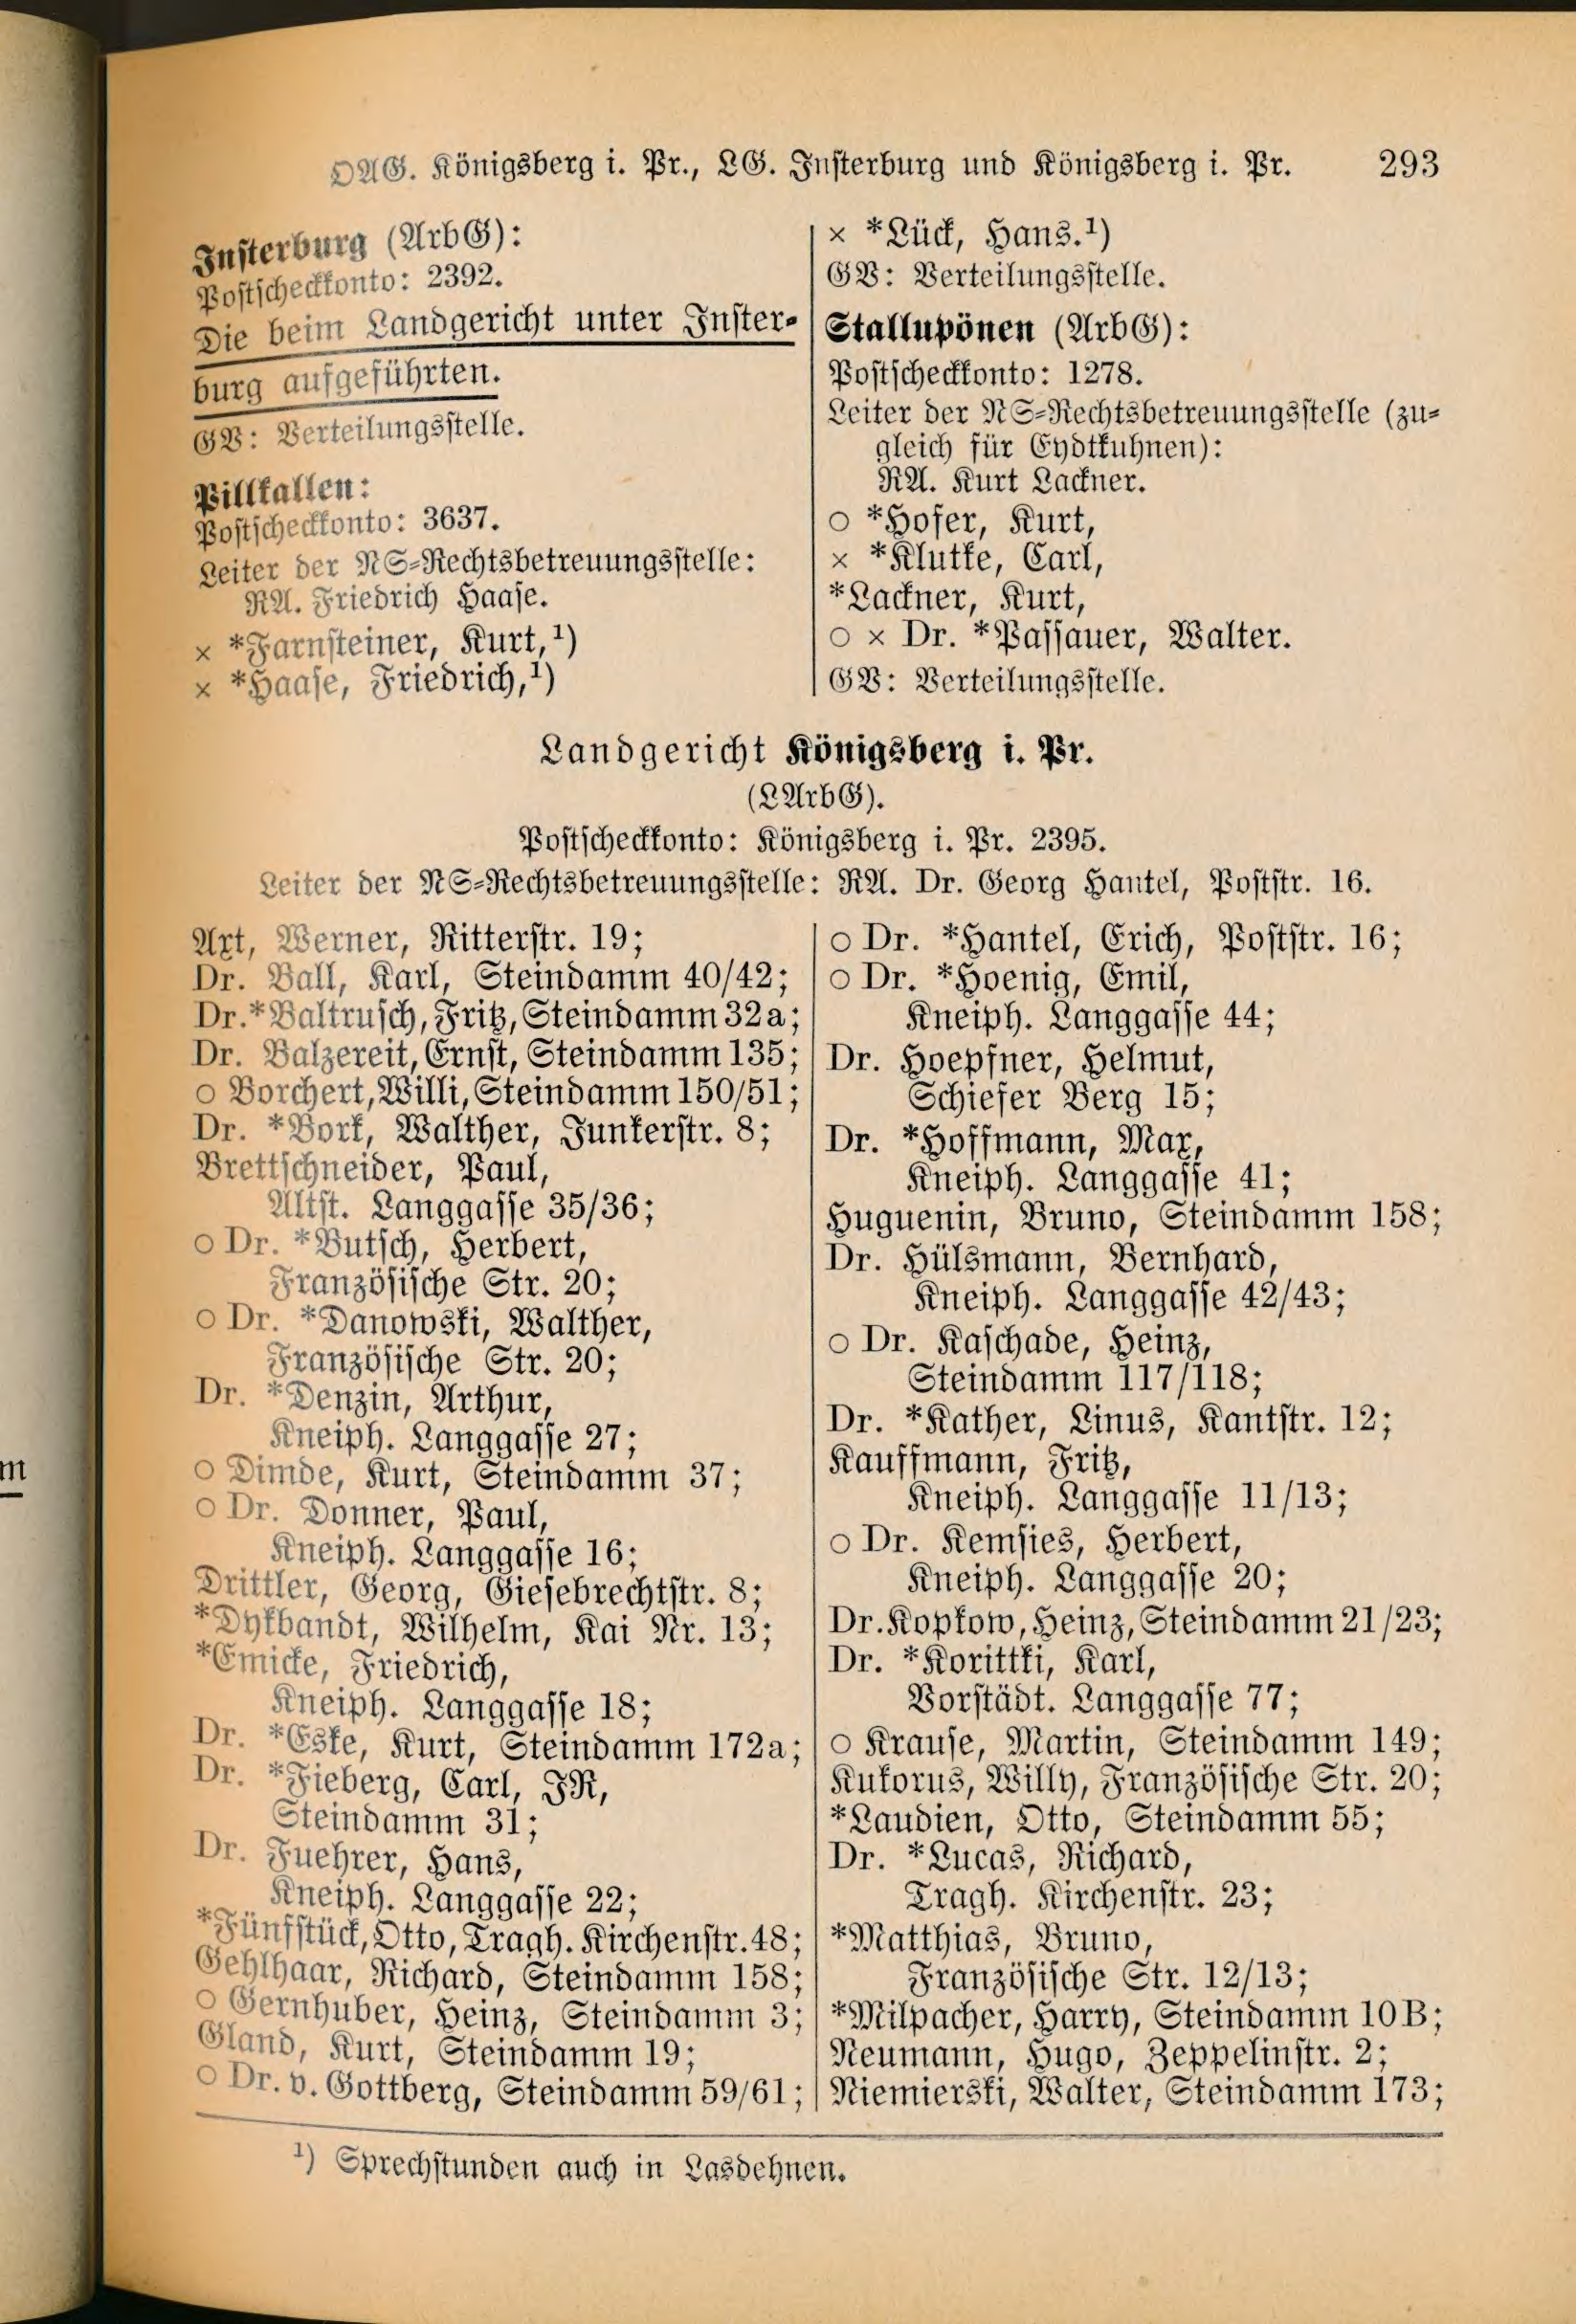 OLG. Königsberg i. Pr., LG. Insterburg und Königsberg i. Pr. 293
Insterburg (ArbG):
Postscheckkonto: 2392.
Die beim Landgericht unter Inster-
burg aufgeführten.
GV: Verteilungsstelle.
Pillkallen:
Postscheckkonto: 3637.
Leiter der NS-Rechtsbetreuungsstelle:
RA. Friedrich Haase.
× *Farnsteiner, Kurt,¹)
× *Haase, Friedrich,¹)
× *Lück, Hans.¹)
GV: Verteilungsstelle.
Stallupönen (ArbG):
Postscheckkonto: 1278.
Leiter der NS-Rechtsbetreuungsstelle (zu-
gleich für Eydtkuhnen):
RA. Kurt Lackner.
○ *Hofer, Kurt,
× *Klutke, Carl,
*Lackner, Kurt,
○ × Dr. *Passauer, Walter.
GV: Verteilungsstelle.
Landgericht Königsberg i. Pr.
(LArbG).
Postscheckkonto: Königsberg i. Pr. 2395.
Leiter der NS-Rechtsbetreuungsstelle: RA. Dr. Georg Hantel, Poststr. 16.
Axt, Werner, Ritterstr. 19;
Dr. Ball, Karl, Steindamm 40/42;
Dr.*Baltrusch, Fritz, Steindamm 32a;
Dr. Balzereit, Ernst, Steindamm 135;
○ Borchert, Willi, Steindamm 150/51;
Dr. *Bork, Walther, Junkerstr. 8;
Brettschneider, Paul,
Altst. Langgasse 35/36;
○ Dr. *Butsch, Herbert,
Französische Str. 20;
○ Dr. *Danowski, Walther,
Französische Str. 20;
Dr. *Denzin, Arthur,
Kneiph. Langgasse 27;
○ Dimde, Kurt, Steindamm 37;
○ Dr. Donner, Paul,
Kneiph. Langgasse 16;
Drittler, Georg, Giesebrechtstr. 8;
*Dykbandt, Wilhelm, Kai Nr. 13;
*Emicke, Friedrich,
Kneiph. Langgasse 18;
Dr. *Eske, Kurt, Steindamm 172a;
Dr. *Fieberg, Carl, JR,
Steindamm 31;
Dr. Fuehrer, Hans,
Kneiph. Langgasse 22;
*Fünfstück, Otto, Tragh. Kirchenstr. 48;
Gehlhaar, Richard, Steindamm 158;
○ Gernhuber, Heinz, Steindamm 3;
Gland, Kurt, Steindamm 19;
○ Dr. v. Gottberg, Steindamm 59/61;
○ Dr. *Hantel, Erich, Poststr. 16;
○ Dr. *Hoenig, Emil,
Kneiph. Langgasse 44;
Dr. Hoepfner, Helmut,
Schiefer Berg 15;
Dr. *Hoffmann, Max,
Kneiph. Langgasse 41;
Huguenin, Bruno, Steindamm 158;
Dr. Hülsmann, Bernhard,
Kneiph. Langgasse 42/43;
○ Dr. Kaschade, Heinz,
Steindamm 117/118;
Dr. *Kather, Linus, Kantstr. 12;
Kauffmann, Fritz,
Kneiph. Langgasse 11/13;
○ Dr. Kemsies, Herbert,
Kneiph. Langgasse 20;
Dr. Kopkow, Heinz, Steindamm 21/23;
Dr. *Korittki, Karl,
Vorstädt. Langgasse 77;
○ Krause, Martin, Steindamm 149;
Kukorus, Willy, Französische Str. 20;
*Laudien, Otto, Steindamm 55;
Dr. *Lucas, Richard,
Tragh. Kirchenstr. 23;
*Matthias, Bruno,
Französische Str. 12/13;
*Milpacher, Harry, Steindamm 10B;
Neumann, Hugo, Zeppelinstr. 2;
Niemierski, Walter, Steindamm 173;
¹) Sprechstunden auch in Lasdehnen.
m